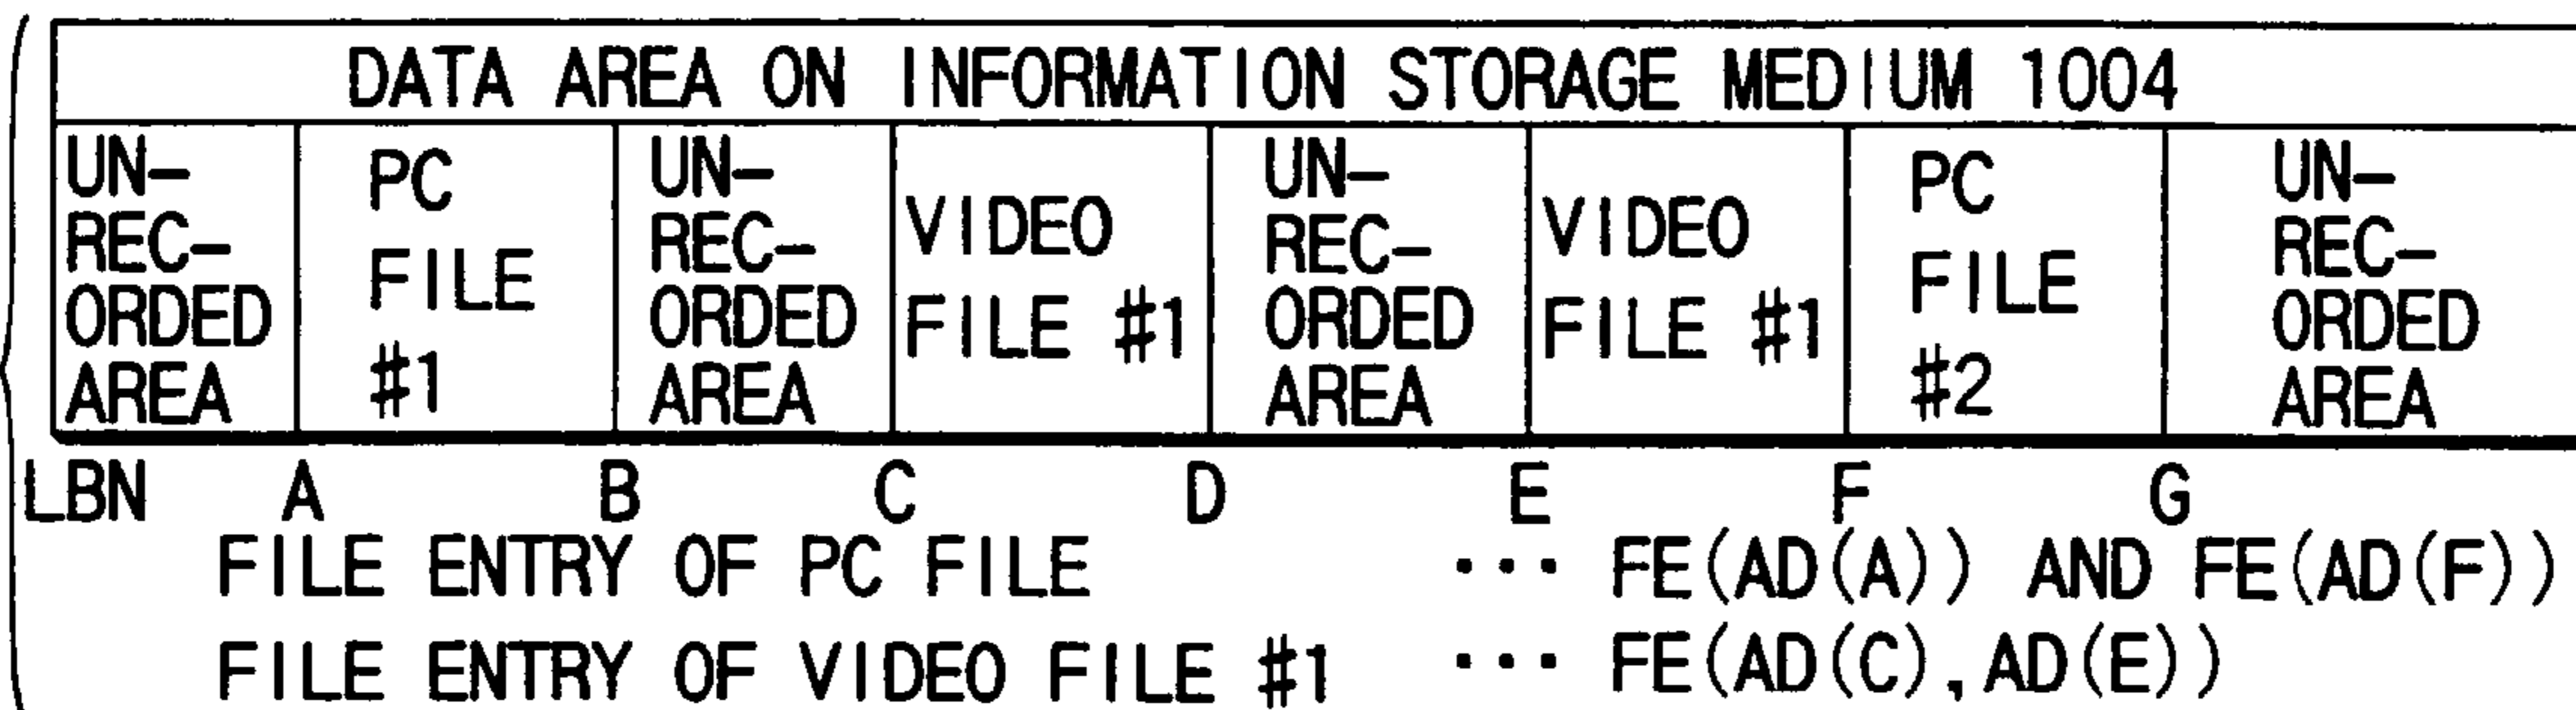 DATA AREA ON INFORMATION STORAGE MEDIUM 1004
UN-
REC-
ORDED
AREA
PC
FILE
#1
UN-
REC-
ORDED
AREA
VIDEO
FILE #1
UN-
REC-
ORDED
AREA
VIDEO
FILE #1
PC
FILE
#2
UN-
REC-
ORDED
AREA
LBN A B C D E F G
FILE ENTRY OF PC FILE ··· FE(AD(A)) AND FE(AD(F))
FILE ENTRY OF VIDEO FILE #1 ··· FE(AD(C),AD(E))